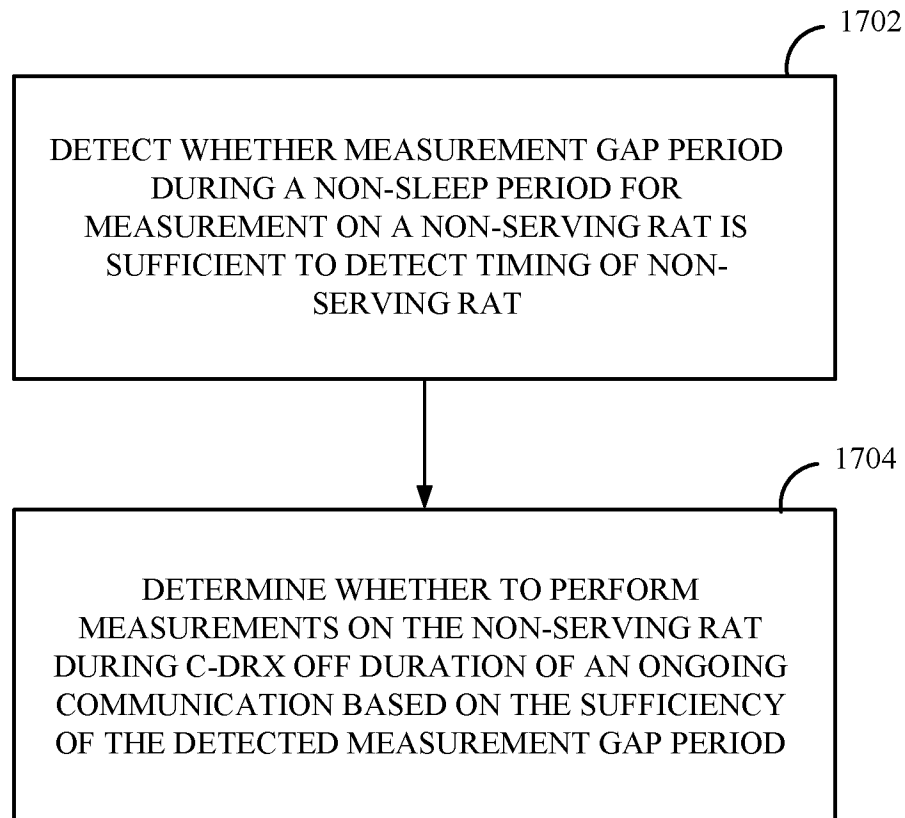 1702
DETECT WHETHER MEASUREMENT GAP PERIOD
DURING A NON-SLEEP PERIOD FOR
MEASUREMENT ON A NON-SERVING RAT IS
SUFFICIENT TO DETECT TIMING OF NON-
SERVING RAT
1704
DETERMINE WHETHER TO PERFORM
MEASUREMENTS ON THE NON-SERVING RAT
DURING C-DRX OFF DURATION OF AN ONGOING
COMMUNICATION BASED ON THE SUFFICIENCY
OF THE DETECTED MEASUREMENT GAP PERIOD